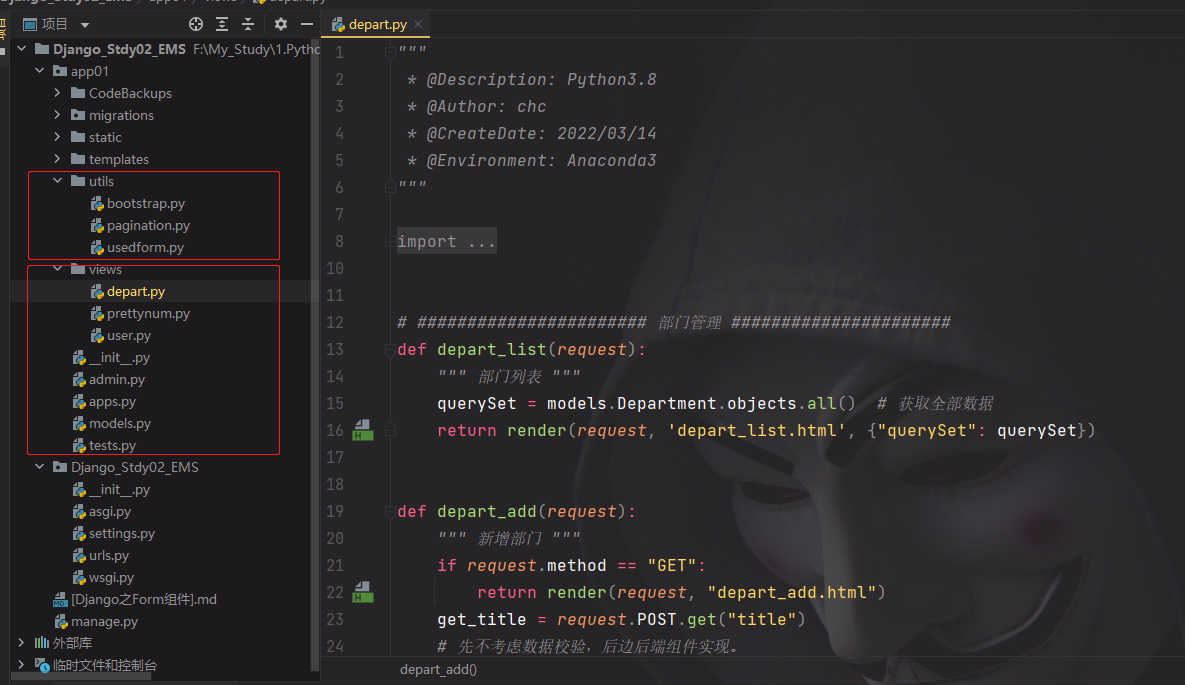 项目
depart.py
Django_Stdy02_EMS F:\My_Study\1.Pythc
app01
CodeBackups
migrations
static
templates
utils
bootstrap.py
pagination.py
usedform.py
views
depart.py
prettynum.py
user.py
__init__.py
admin.py
apps.py
models.py
tests.py
Django_Stdy02_EMS
__init__.py
asgi.py
settings.py
urls.py
wsgi.py
[Django之Form组件].md
manage.py
外部库
临时文件和控制台
1 """
2 * @Description: Python3.8
3 * @Author: chc
4 * @CreateDate: 2022/03/14
5 * @Environment: Anaconda3
6 """
7
8 import ...
10
11
12 # ####################### 部门管理 ######################
13 def depart_list(request):
14 """ 部门列表 """
15 querySet = models.Department.objects.all() # 获取全部数据
16 return render(request, 'depart_list.html', {"querySet": querySet})
17
18
19 def depart_add(request):
20 """ 新增部门 """
21 if request.method == "GET":
22 return render(request, "depart_add.html")
23 get_title = request.POST.get("title")
24 # 先不考虑数据校验，后边后端组件实现。
depart_add()